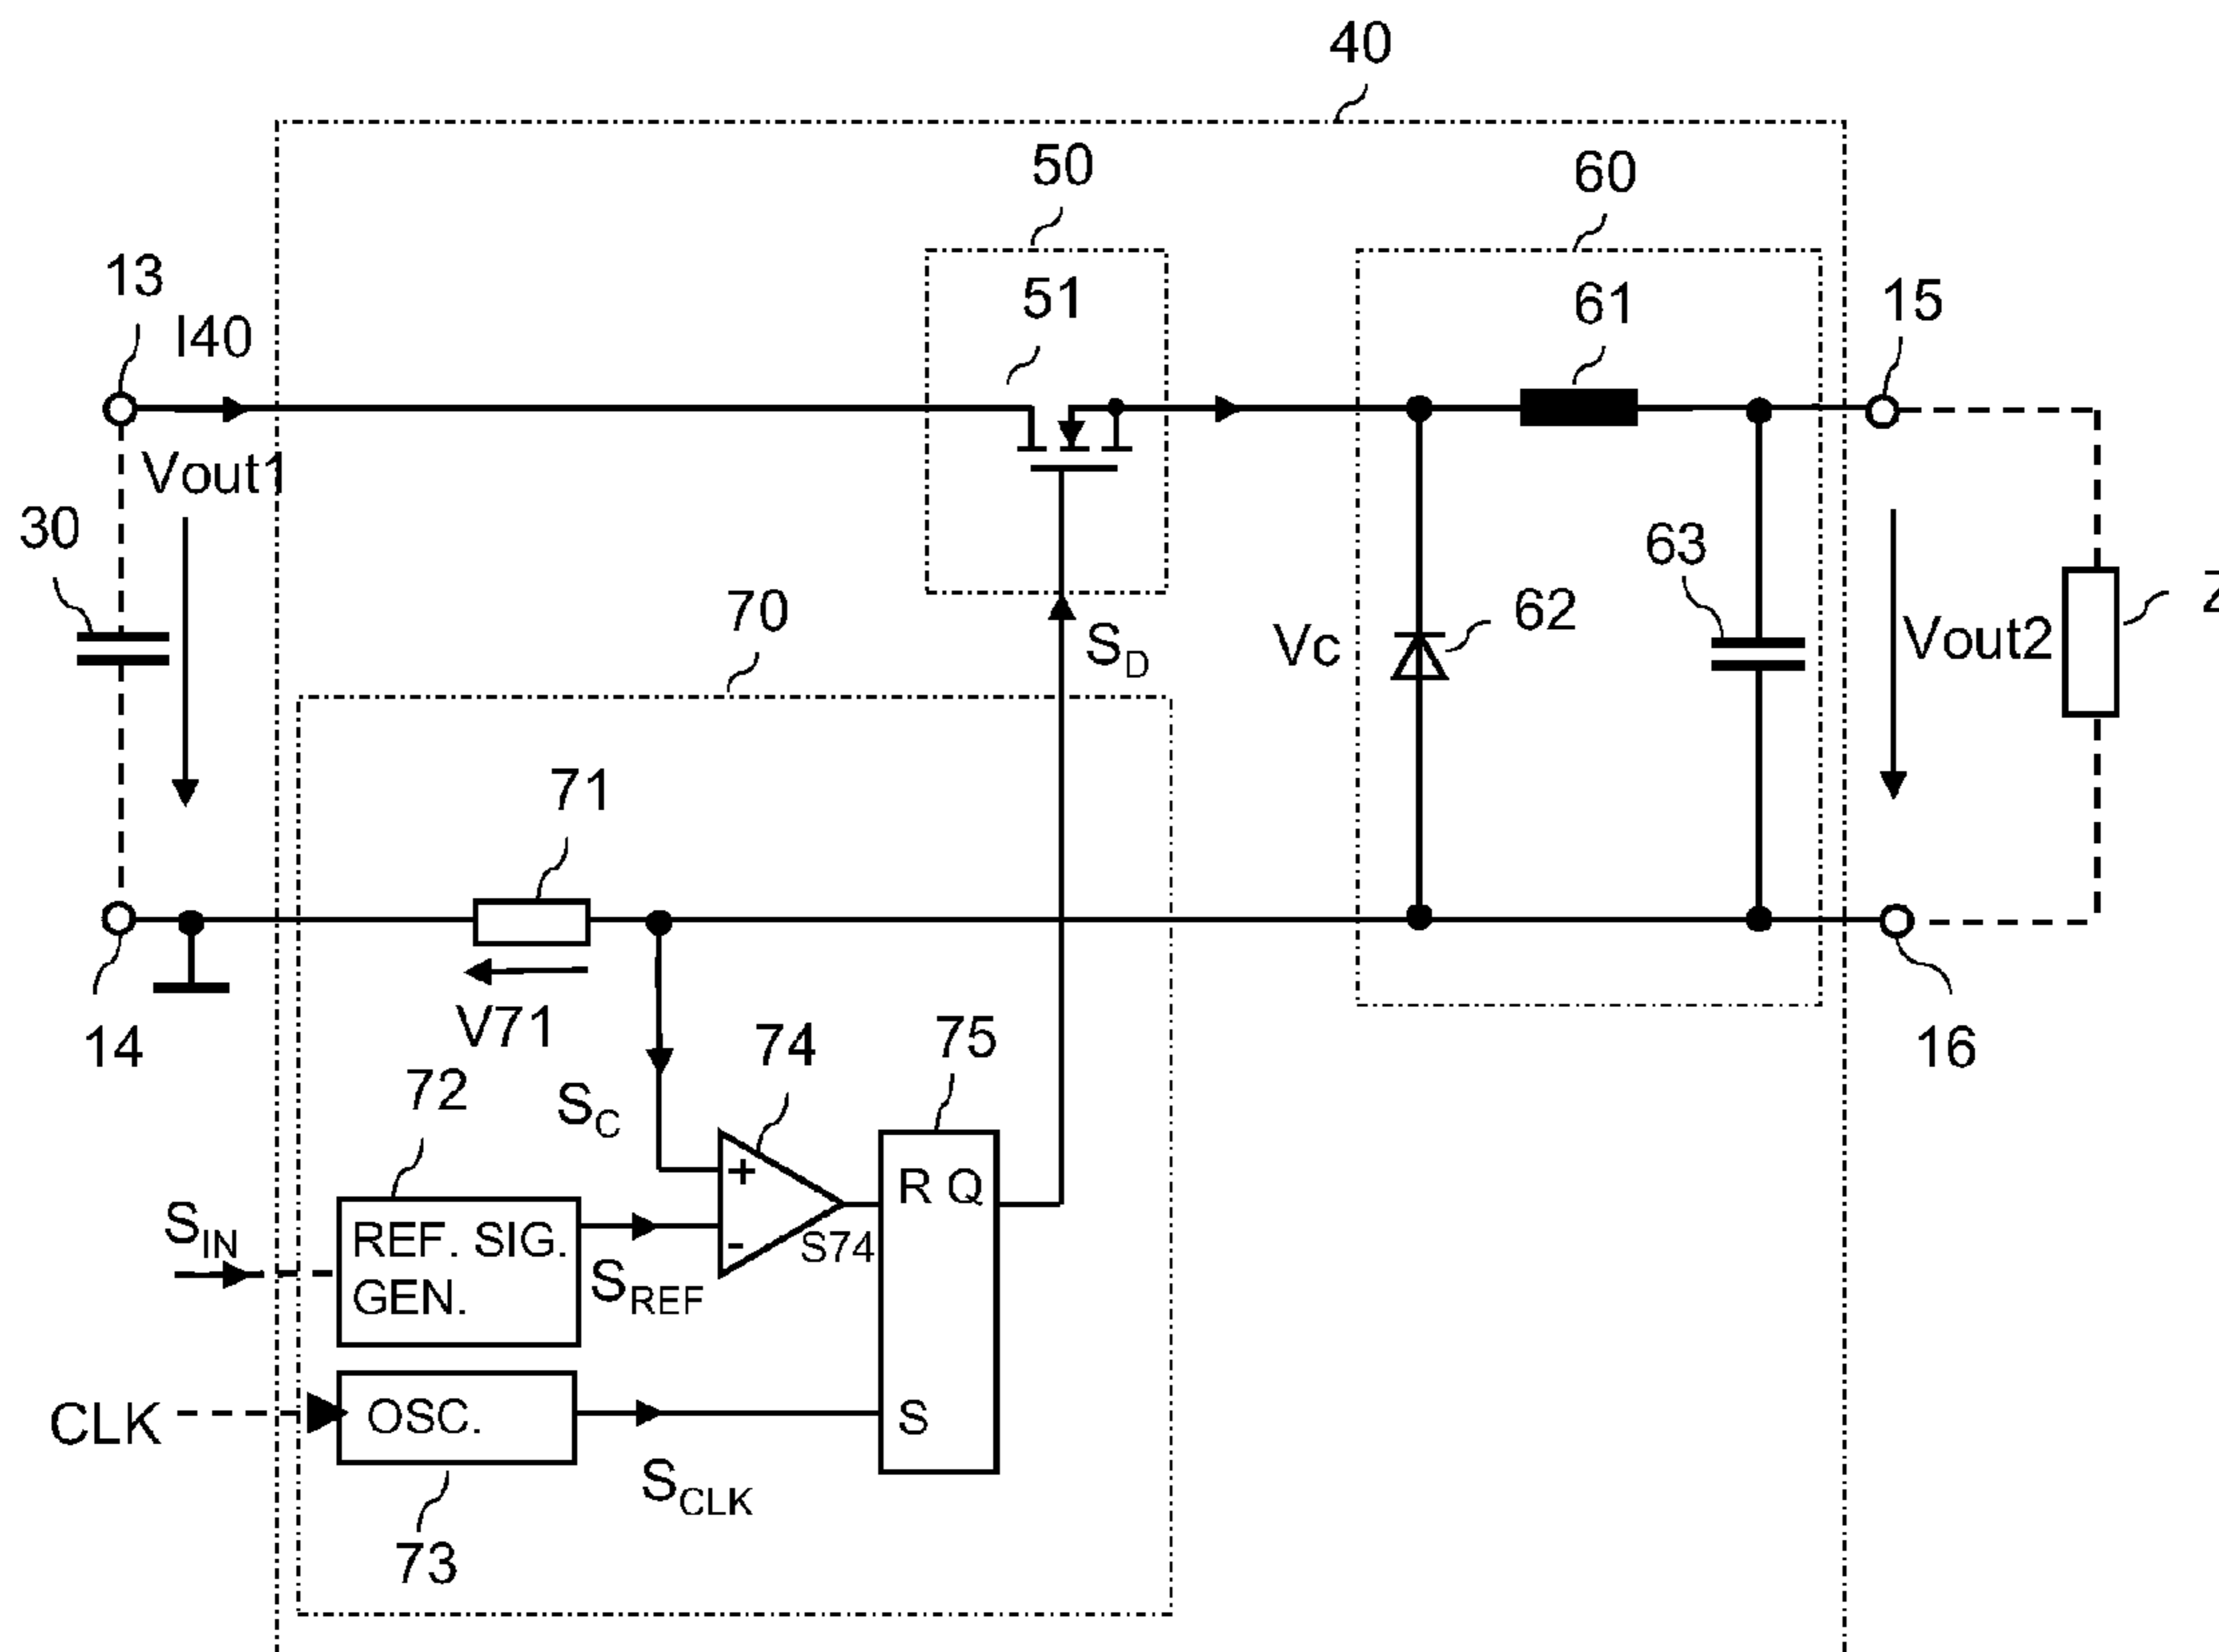 40
50
60
13
51
61
15
I40
Vout1
30
63
70
62
Z
SD
Vc
Vout2
71
V71
74
75
14
16
72
SC
R Q
SIN
REF. SIG.
GEN.
+
-
S74
SREF
CLK
OSC.
S
SCLK
73